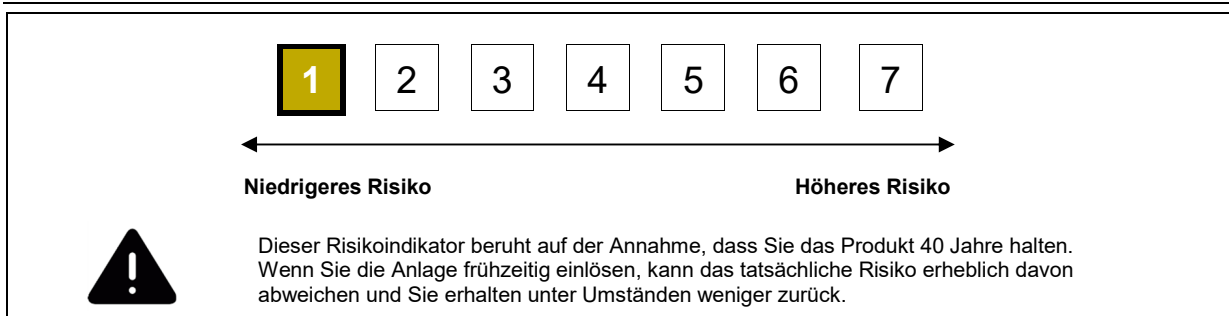 1 2 3 4 5 6 7
Niedrigeres Risiko Höheres Risiko
Dieser Risikoindikator beruht auf der Annahme, dass Sie das Produkt 40 Jahre halten.
Wenn Sie die Anlage frühzeitig einlösen, kann das tatsächliche Risiko erheblich davon
abweichen und Sie erhalten unter Umständen weniger zurück.